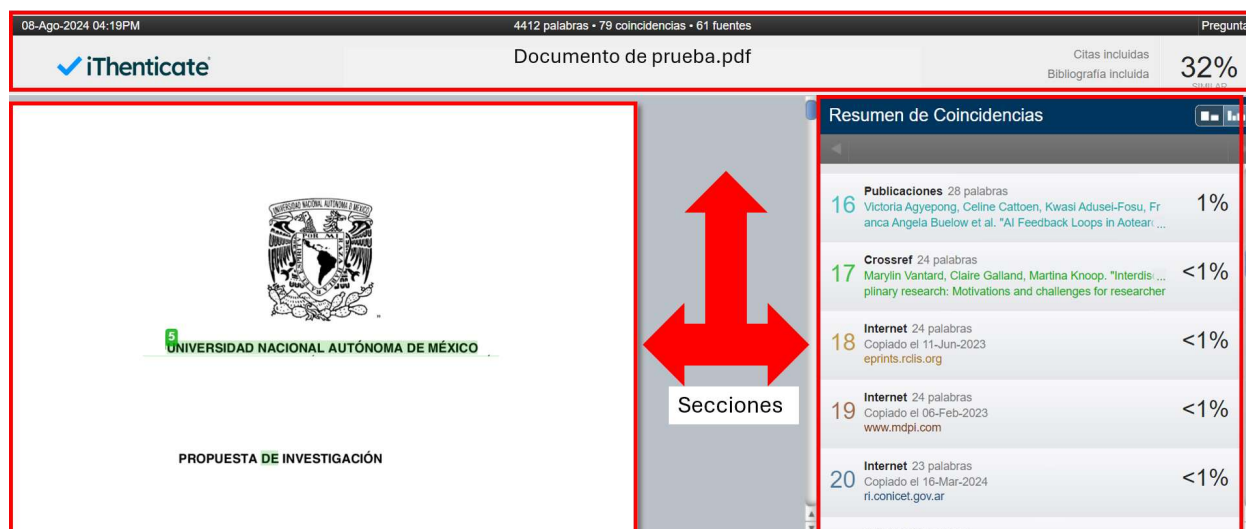 08-Ago-2024 04:19PM
4412 palabras • 79 coincidencias • 61 fuentes
Pregunta
iThenticate
Documento de prueba.pdf
Citas incluidas
Bibliografía incluida
32%
SIMILAR
Resumen de Coincidencias
16
Publicaciones 28 palabras
Victoria Agyepong, Celine Cattoen, Kwasi Adusei-Fosu, Fr
anca Angela Buelow et al. "AI Feedback Loops in Aotear ...
1%
17
Crossref 24 palabras
Marylin Vantard, Claire Galland, Martina Knoop. "Interdis ...
plinary research: Motivations and challenges for researcher
<1%
18
Internet 24 palabras
Copiado el 11-Jun-2023
eprints.rclis.org
<1%
19
Internet 24 palabras
Copiado el 06-Feb-2023
www.mdpi.com
<1%
20
Internet 23 palabras
Copiado el 16-Mar-2024
ri.conicet.gov.ar
<1%
5
UNIVERSIDAD NACIONAL AUTÓNOMA DE MÉXICO
PROPUESTA DE INVESTIGACIÓN
Secciones